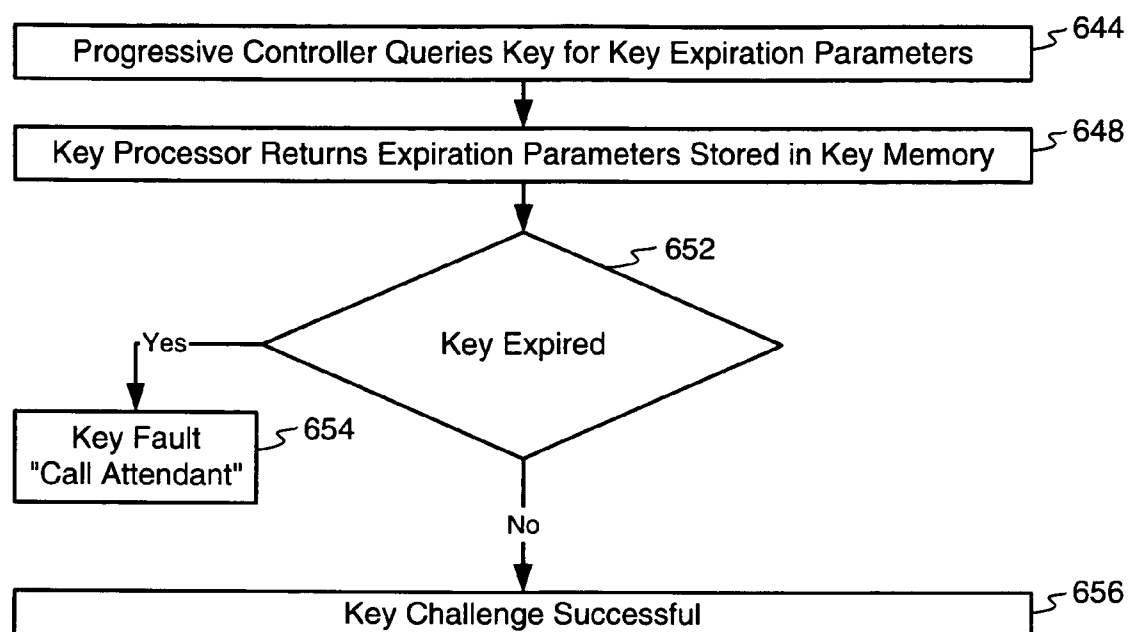 Progressive Controller Queries Key for Key Expiration Parameters
644
Key Processor Returns Expiration Parameters Stored in Key Memory
648
652
Key Expired
Yes
Key Fault
"Call Attendant"
654
No
Key Challenge Successful
656